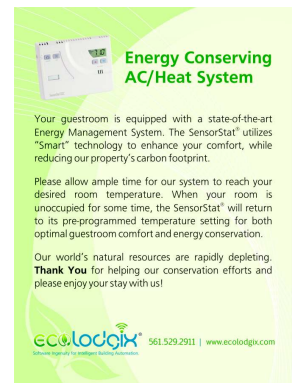 Energy Conserving
AC/Heat System
Your guestroom is equipped with a state-of-the-art
Energy Management System. The SensorStat® utilizes
“Smart” technology to enhance your comfort, while
reducing our property’s carbon footprint.
Please allow ample time for our system to reach your
desired room temperature. When your room is
unoccupied for some time, the SensorStat® will return
to its pre-programmed temperature setting for both
optimal guestroom comfort and energy conservation.
Our world’s natural resources are rapidly depleting.
Thank You for helping our conservation efforts and
please enjoy your stay with us!
ecolodgix® 561.529.2911 | www.ecolodgix.com
Software Ingenuity for Intelligent Building Automation